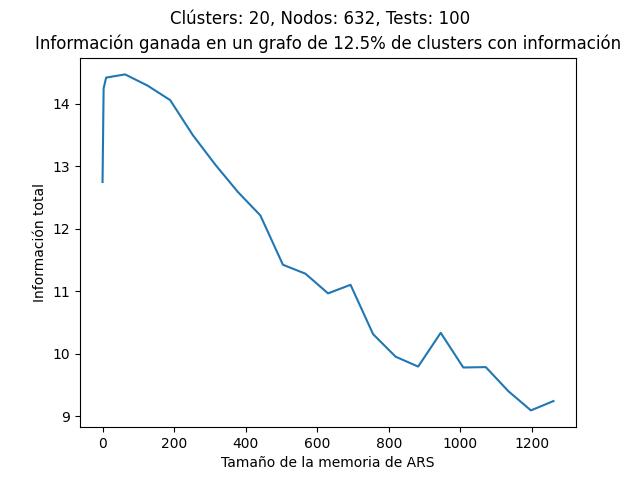 Clústers: 20, Nodos: 632, Tests: 100
Información ganada en un grafo de 12.5% de clusters con información
14
13
12
11
10
9
Información total
0 200 400 600 800 1000 1200
Tamaño de la memoria de ARS